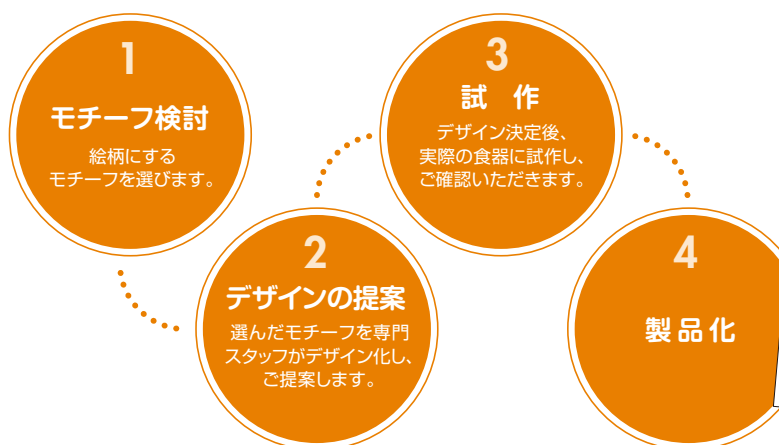 1
モチーフ検討
絵柄にする
モチーフを選びます。
2
デザインの提案
選んだモチーフを専門
スタッフがデザイン化し、
ご提案します。
3
試 作
デザイン決定後、
実際の食器に試作し、
ご確認いただきます。
4
製品化